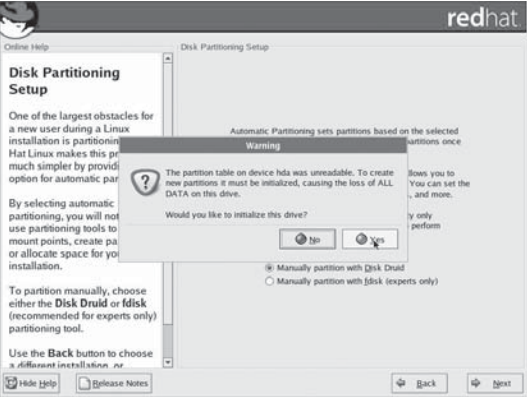 redhat
Online Help
Disk Partitioning Setup
Disk Partitioning
Setup
One of the largest obstacles for
a new user during a Linux
installation is partitionin
Hat Linux makes this pr
much simpler by providi
option for automatic par
By selecting automatic
partitioning, you will not
use partitioning tools to
mount points, create pa
or allocate space for you
installation.
To partition manually, choose
either the Disk Druid or fdisk
(recommended for experts only)
partitioning tool.
Use the Back button to choose
a different installation, or
Automatic Partitioning sets partitions based on the selected
partitions once
llows you to
You can set the
, and more.
ly only
perform
Warning
The partition table on device hda was unreadable. To create
new partitions it must be initialized, causing the loss of ALL
DATA on this drive.
Would you like to initialize this drive?
No
Yes
Manually partition with Disk Druid
Manually partition with fdisk (experts only)
Hide Help
Release Notes
Back
Next